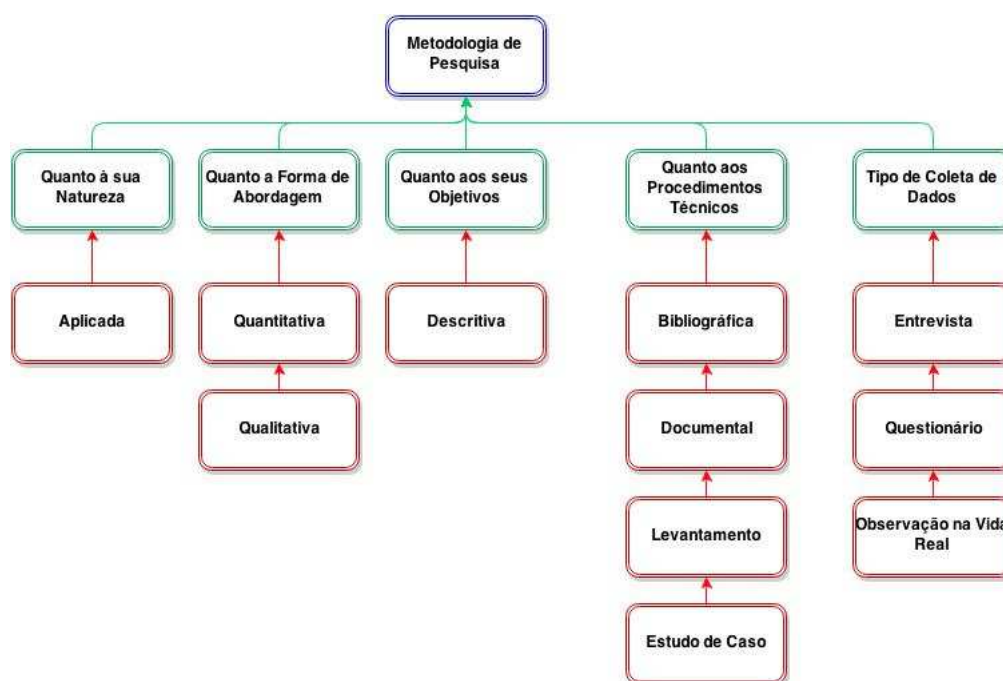 Metodologia de
Pesquisa
Quanto à sua
Natureza
Quanto a Forma de
Abordagem
Quanto aos seus
Objetivos
Quanto aos
Procedimentos
Técnicos
Tipo de Coleta de
Dados
Aplicada
Quantitativa
Descritiva
Bibliográfica
Entrevista
Qualitativa
Documental
Questionário
Levantamento
Observação na Vida
Real
Estudo de Caso